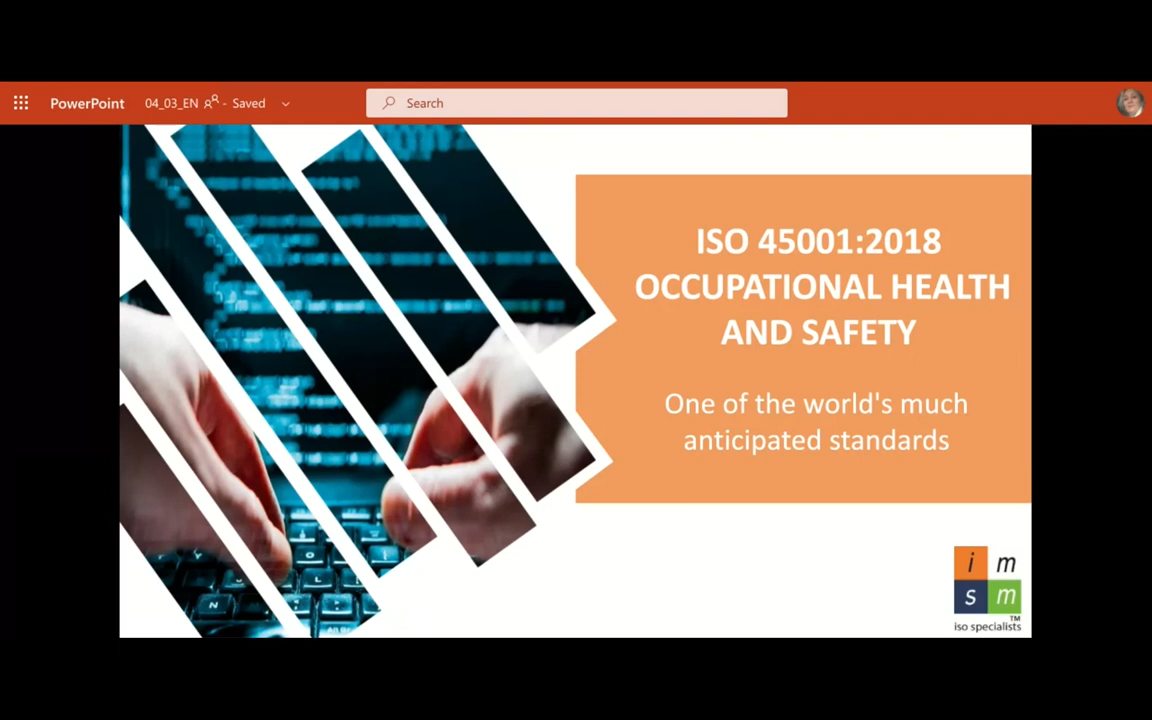 PowerPoint 04_03_EN - Saved Search
ISO 45001:2018
OCCUPATIONAL HEALTH
AND SAFETY
One of the world's much
anticipated standards
i m
s m
TM
iso specialists